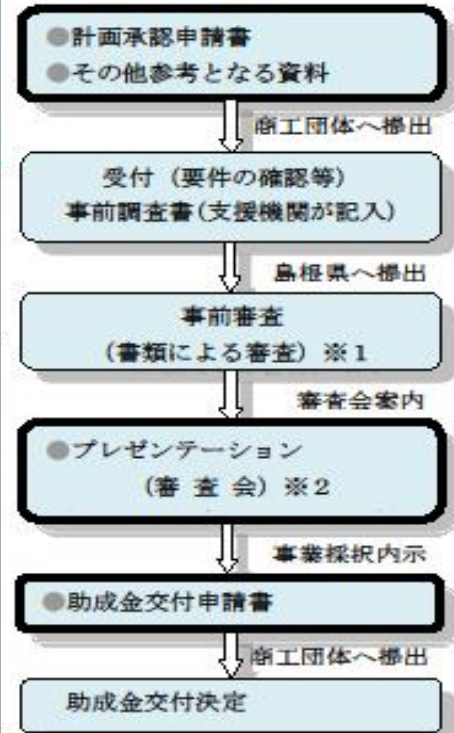 ●計画承認申請書
●その他参考となる資料
商工団体へ提出
受付（要件の確認等）
事前調査書(支援機関が記入)
島根県へ提出
事前審査
(書類による審査) ※1
審査会案内
●プレゼンテーション
(審 査 会) ※2
事業採択内示
●助成金交付申請書
商工団体へ提出
助成金交付決定